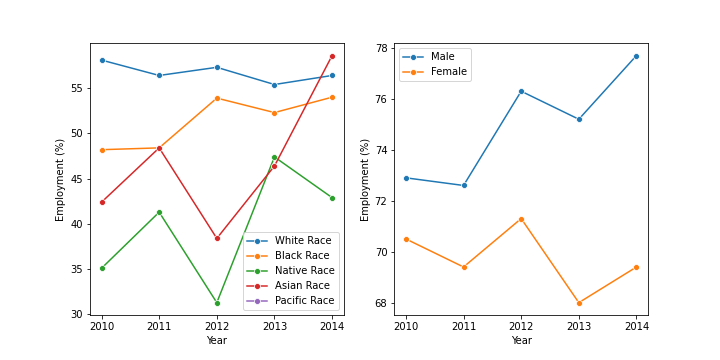 Employment (%)
55
50
45
40
35
30
2010 2011 2012 2013 2014
Year
White Race
Black Race
Native Race
Asian Race
Pacific Race
Employment (%)
78
76
74
72
70
68
2010 2011 2012 2013 2014
Year
Male
Female